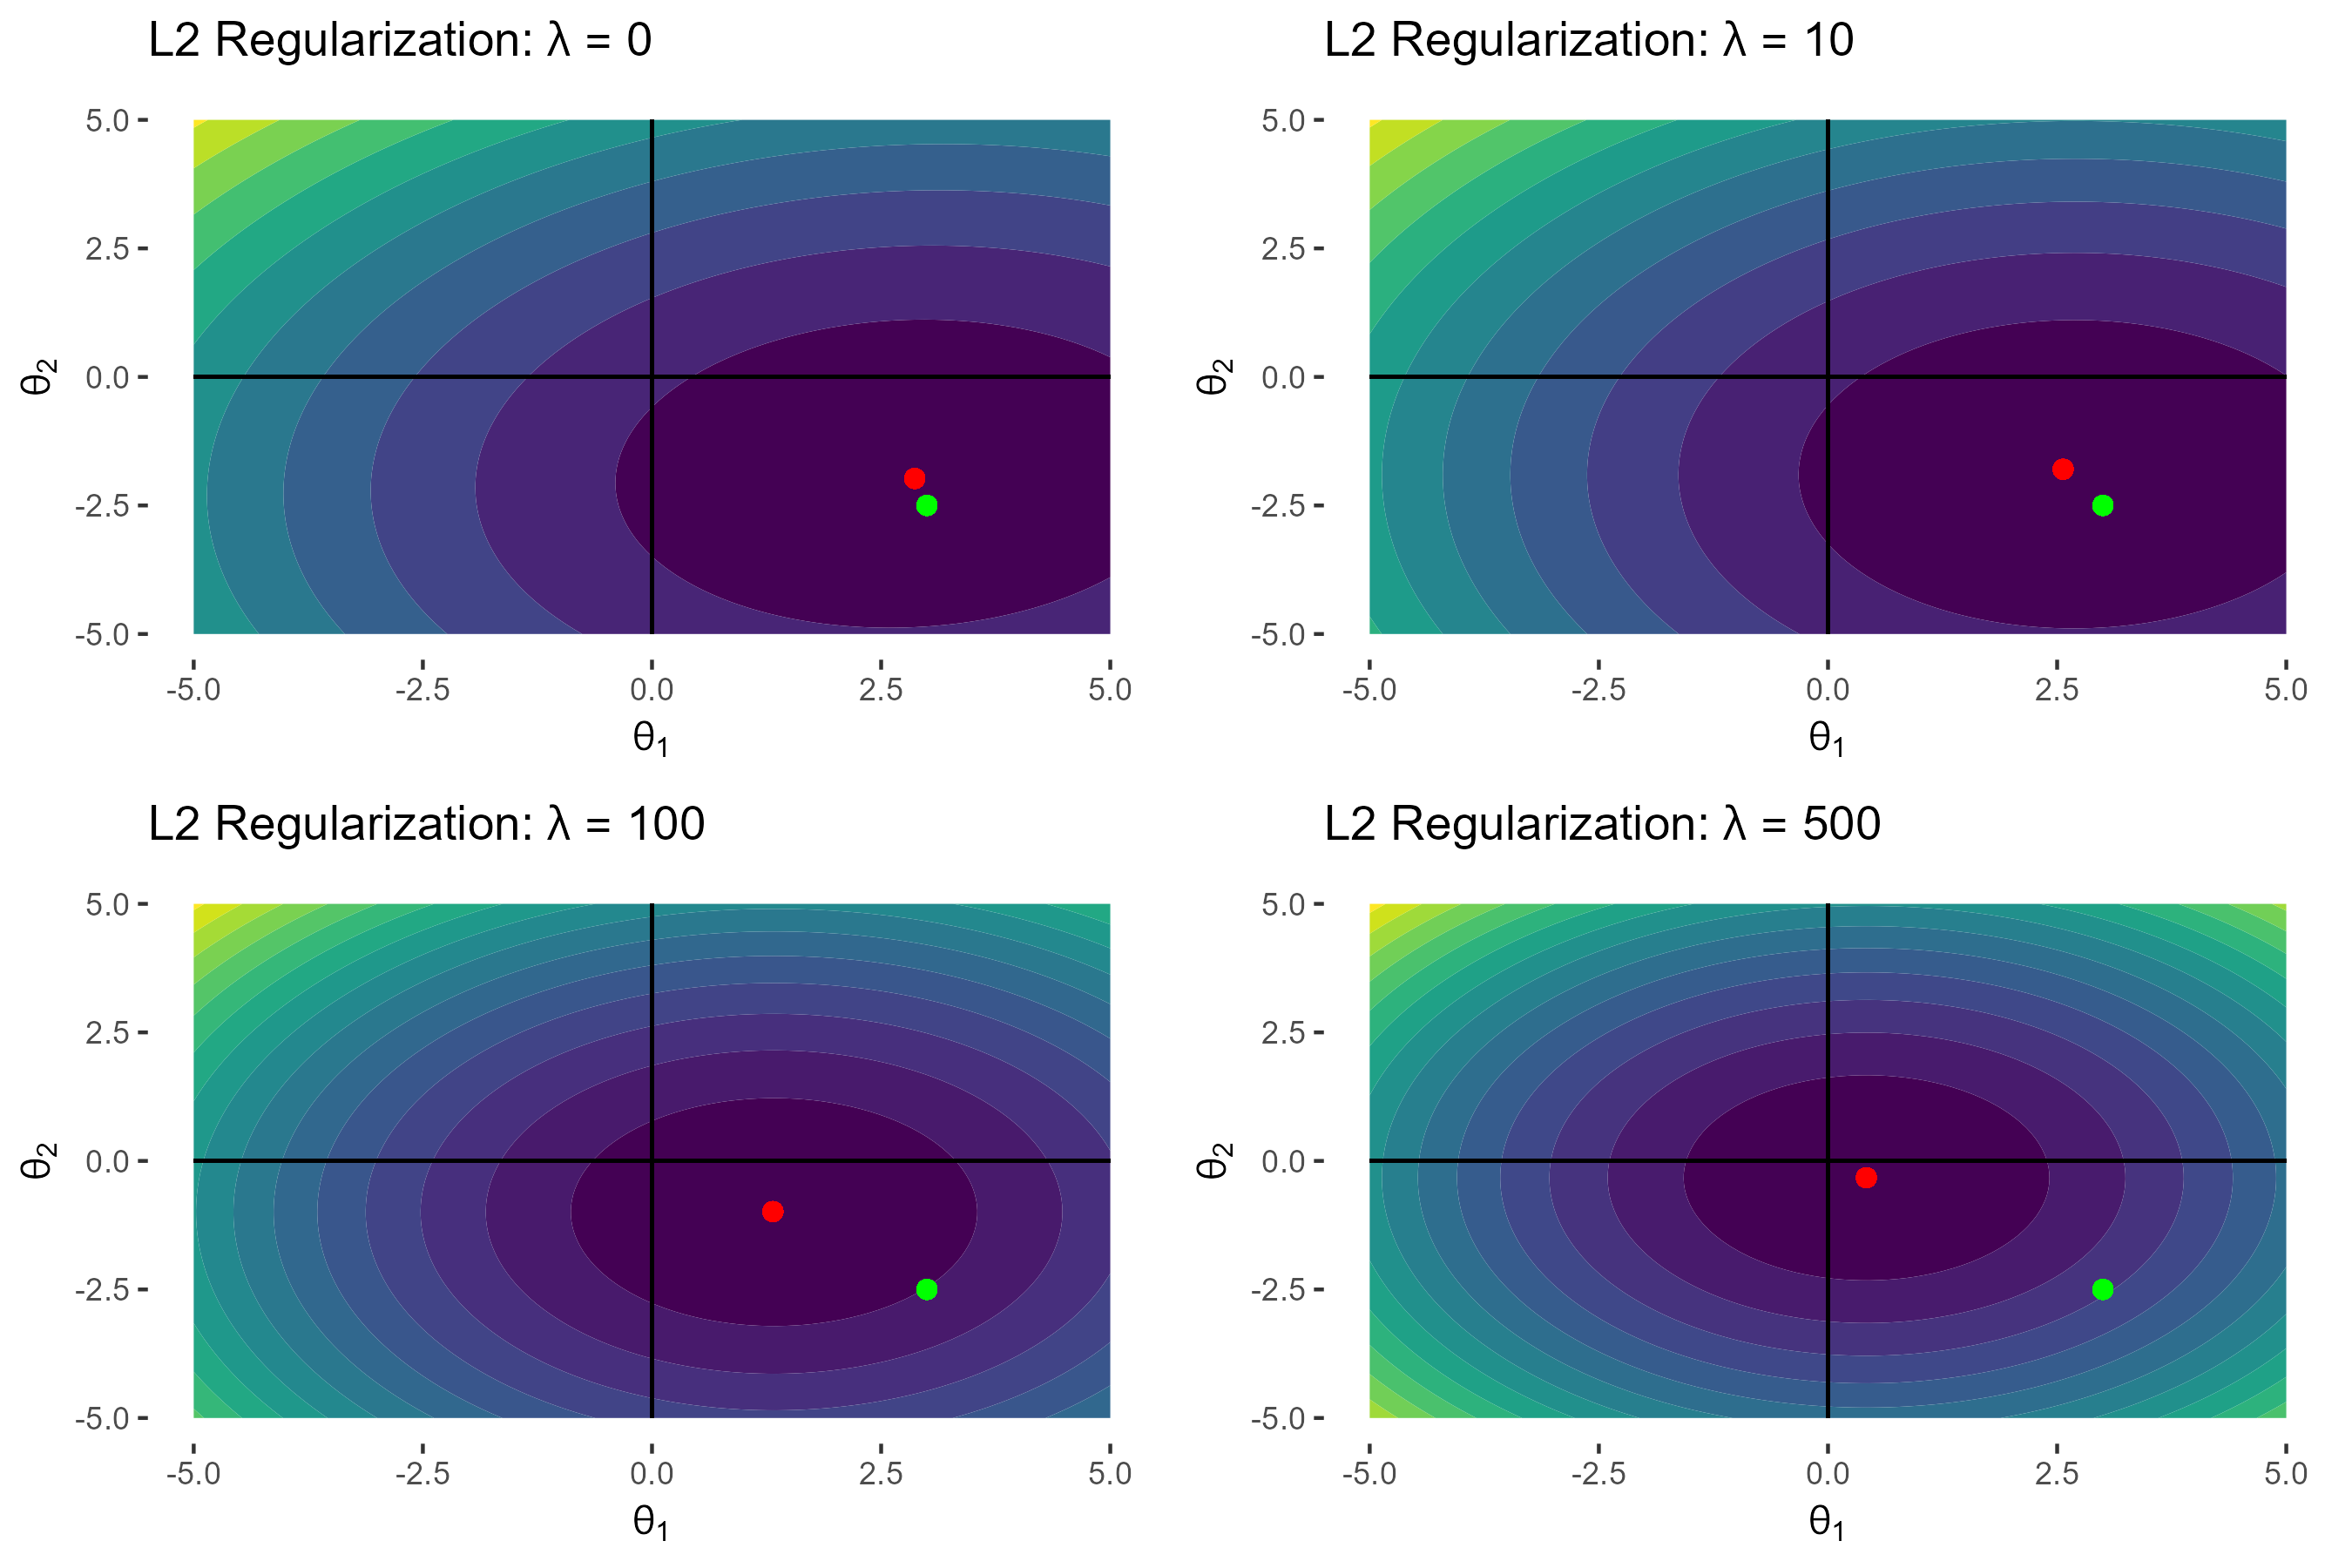 L2 Regularization: λ = 0
5.0
2.5
0.0
-2.5
-5.0
θ2
-5.0 -2.5 0.0 2.5 5.0
θ1
L2 Regularization: λ = 10
5.0
2.5
0.0
-2.5
-5.0
θ2
-5.0 -2.5 0.0 2.5 5.0
θ1
L2 Regularization: λ = 100
5.0
2.5
0.0
-2.5
-5.0
θ2
-5.0 -2.5 0.0 2.5 5.0
θ1
L2 Regularization: λ = 500
5.0
2.5
0.0
-2.5
-5.0
θ2
-5.0 -2.5 0.0 2.5 5.0
θ1